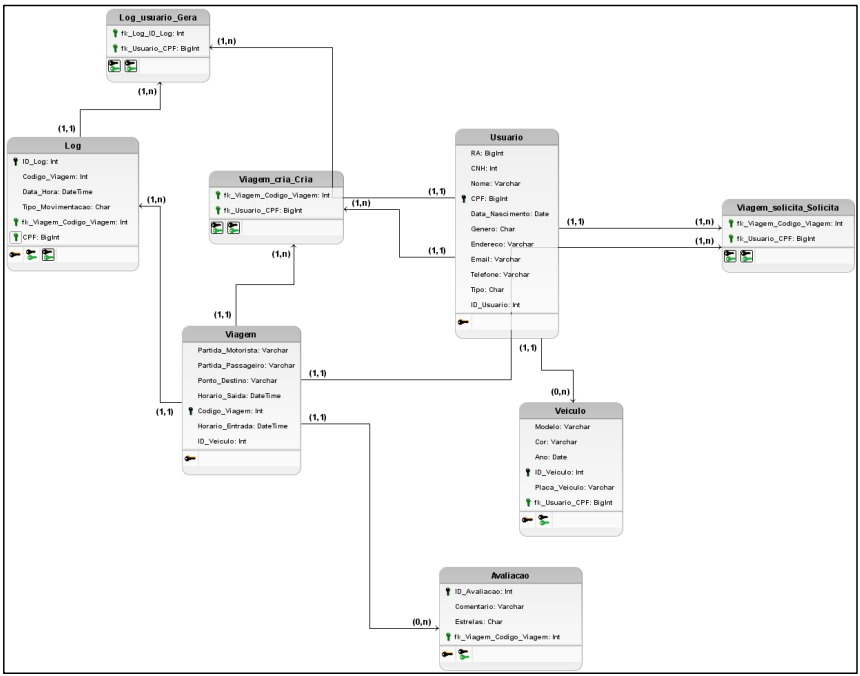 Log_usuario_Gera
fk_Log_ID_Log: Int
fk_Usuario_CPF: BigInt
(1,n)
(1,n)
(1,1)
Log
ID_Log: Int
Codigo_Viagem: Int
Data_Hora: DateTime
Tipo_Movimentacao: Char
fk_Viagem_Codigo_Viagem: Int
CPF: BigInt
(1,n)
Viagem_cria_Cria
fk_Viagem_Codigo_Viagem: Int
fk_Usuario_CPF: BigInt
(1,n)
(1,n)
(1,1)
(1,1)
Usuario
RA: BigInt
CNH: Int
Nome: Varchar
CPF: BigInt
Data_Nascimento: Date
Genero: Char
Endereco: Varchar
Email: Varchar
Telefone: Varchar
Tipo: Char
ID_Usuario: Int
(1,1)
(1,n)
(1,n)
Viagem_solicita_Solicita
fk_Viagem_Codigo_Viagem: Int
fk_Usuario_CPF: BigInt
(1,1)
Viagem
Partida_Motorista: Varchar
Partida_Passageiro: Varchar
Ponto_Destino: Varchar
Horario_Saida: DateTime
Codigo_Viagem: Int
Horario_Entrada: DateTime
ID_Veiculo: Int
(1,1)
(1,1)
(1,1)
(1,1)
(0,n)
Veiculo
Modelo: Varchar
Cor: Varchar
Ano: Date
ID_Veiculo: Int
Placa_Veiculo: Varchar
fk_Usuario_CPF: BigInt
(0,n)
Avaliacao
ID_Avaliacao: Int
Comentario: Varchar
Estrelas: Char
fk_Viagem_Codigo_Viagem: Int